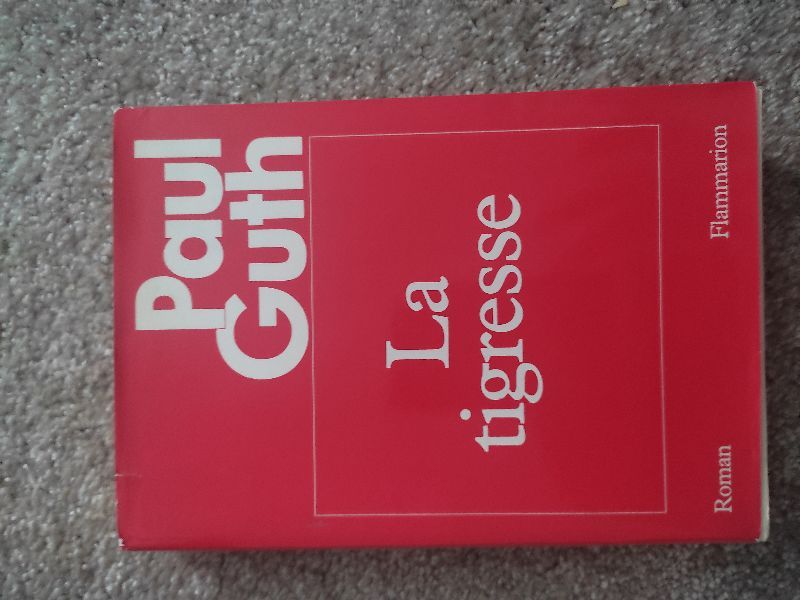 Paul
Guth
La
tigresse
Roman Flammarion